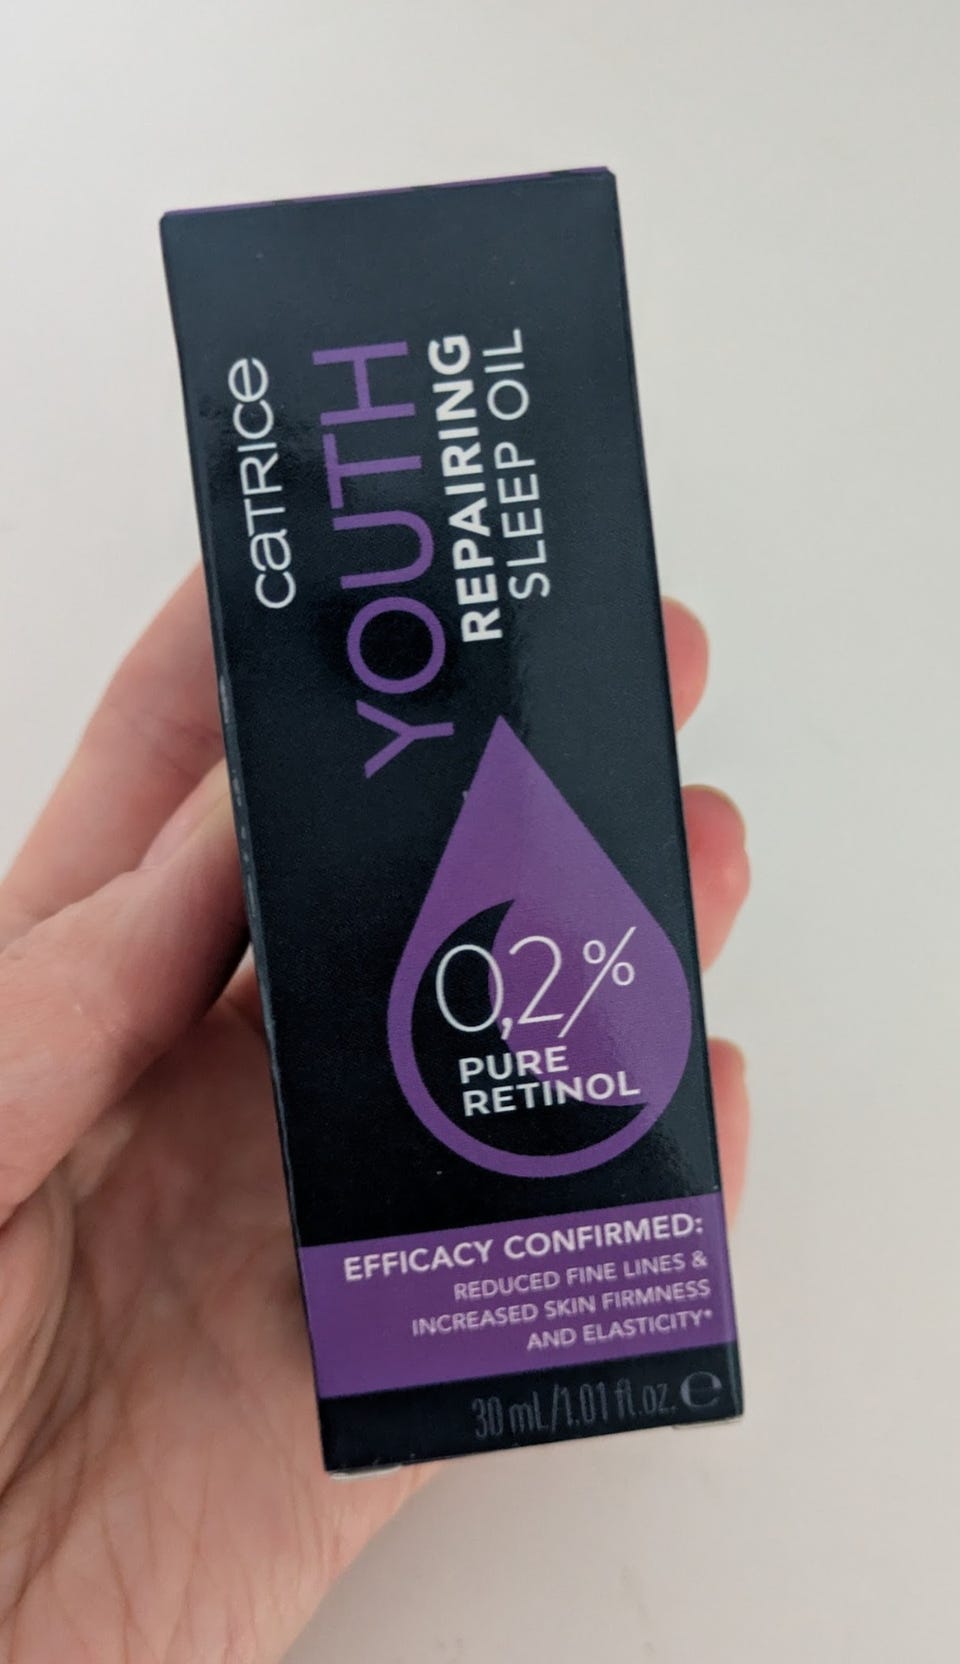 caTRICe
YOUTH
REPAIRING
SLEEP OIL
0,2%
PURE
RETINOL
EFFICACY CONFIRMED:
REDUCED FINE LINES &
INCREASED SKIN FIRMNESS
AND ELASTICITY*
30 mL/1.01 fl.oz. ℮